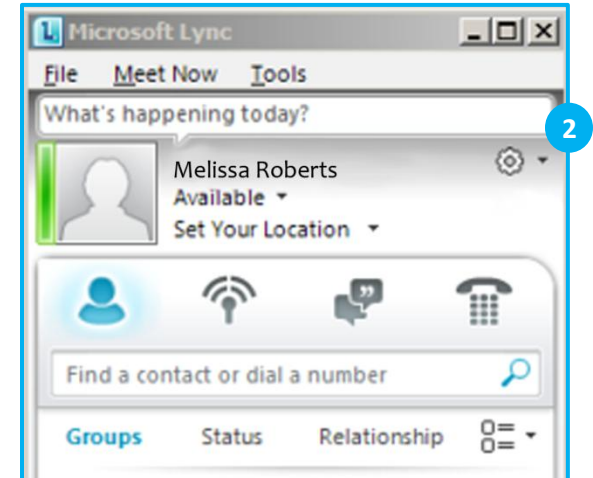 Microsoft Lync
File Meet Now Tools
What's happening today?
2
Melissa Roberts
Available
Set Your Location
Find a contact or dial a number
Groups Status Relationship